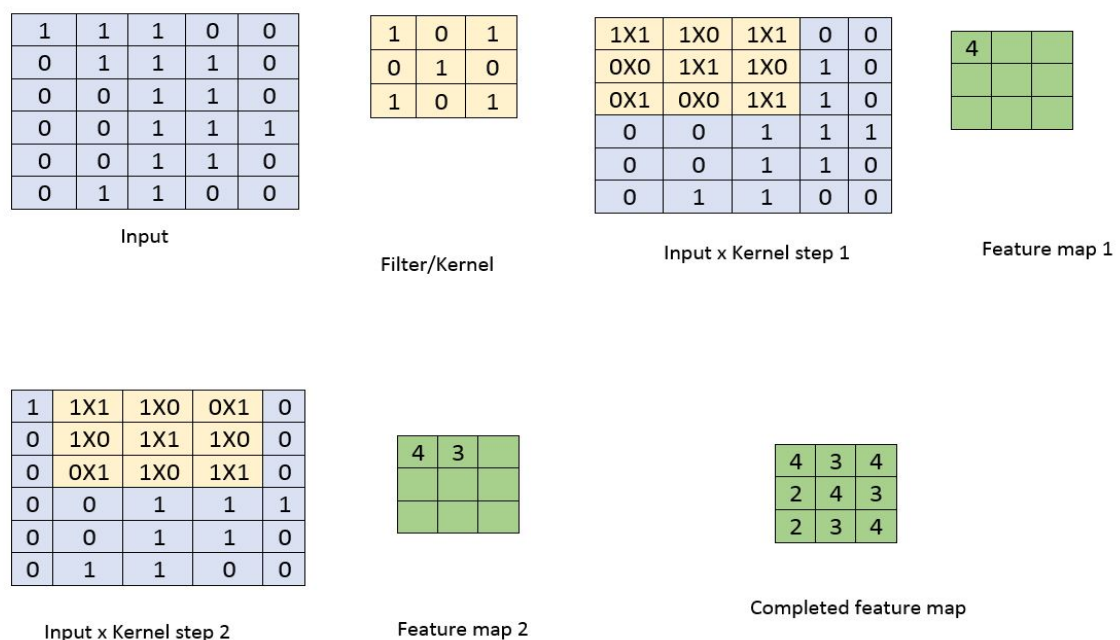 1 1 1 0 0
0 1 1 1 0
0 0 1 1 0
0 0 1 1 1
0 0 1 1 0
0 1 1 0 0
Input
1 0 1
0 1 0
1 0 1
Filter/Kernel
1X1 1X0 1X1 0 0
0X0 1X1 1X0 1 0
0X1 0X0 1X1 1 0
0 0 1 1 1
0 0 1 1 0
0 1 1 0 0
Input x Kernel step 1
4
Feature map 1
1 1X1 1X0 0X1 0
0 1X0 1X1 1X0 0
0 0X1 1X0 1X1 0
0 0 1 1 1
0 0 1 1 0
0 1 1 0 0
Input x Kernel step 2
4 3
Feature map 2
4 3 4
2 4 3
2 3 4
Completed feature map